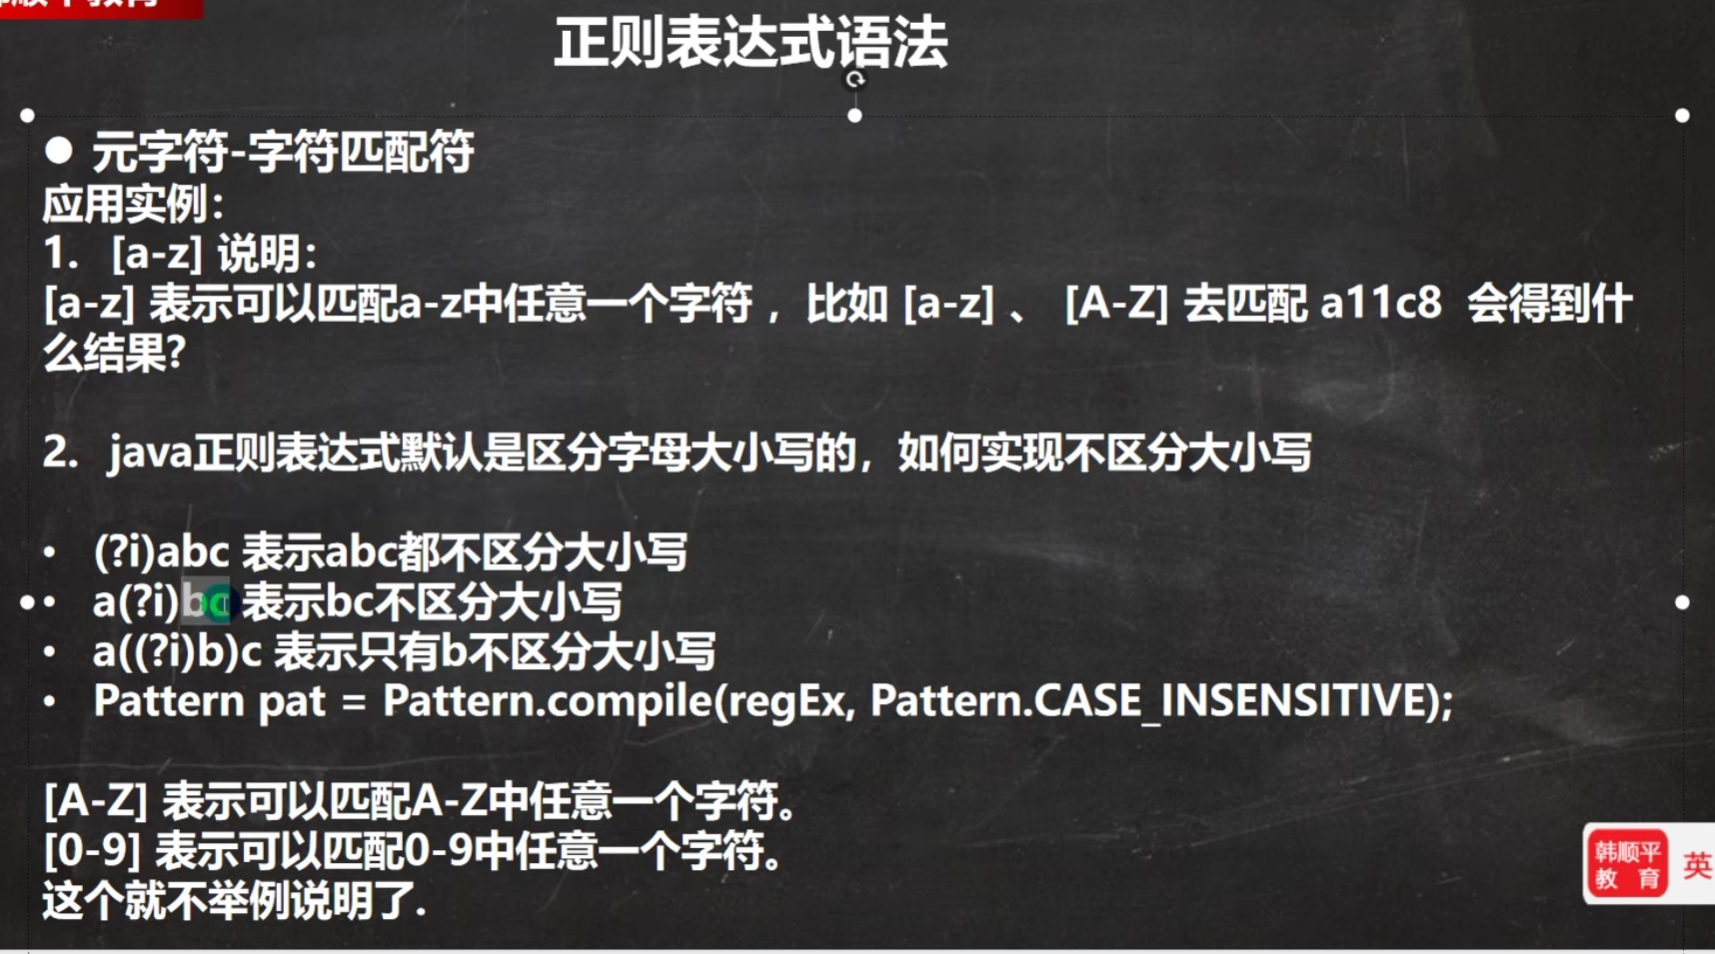 正则表达式语法
● 元字符-字符匹配符
应用实例：
1. [a-z] 说明：
[a-z] 表示可以匹配a-z中任意一个字符，比如 [a-z] 、 [A-Z] 去匹配 a11c8 会得到什
么结果?
2. java正则表达式默认是区分字母大小写的，如何实现不区分大小写
• (?i)abc 表示abc都不区分大小写
• a(?i)bc 表示bc不区分大小写
• a((?i)b)c 表示只有b不区分大小写
• Pattern pat = Pattern.compile(regEx, Pattern.CASE_INSENSITIVE);
[A-Z] 表示可以匹配A-Z中任意一个字符。
[0-9] 表示可以匹配0-9中任意一个字符。
这个就不举例说明了.
韩顺平
教 育
英